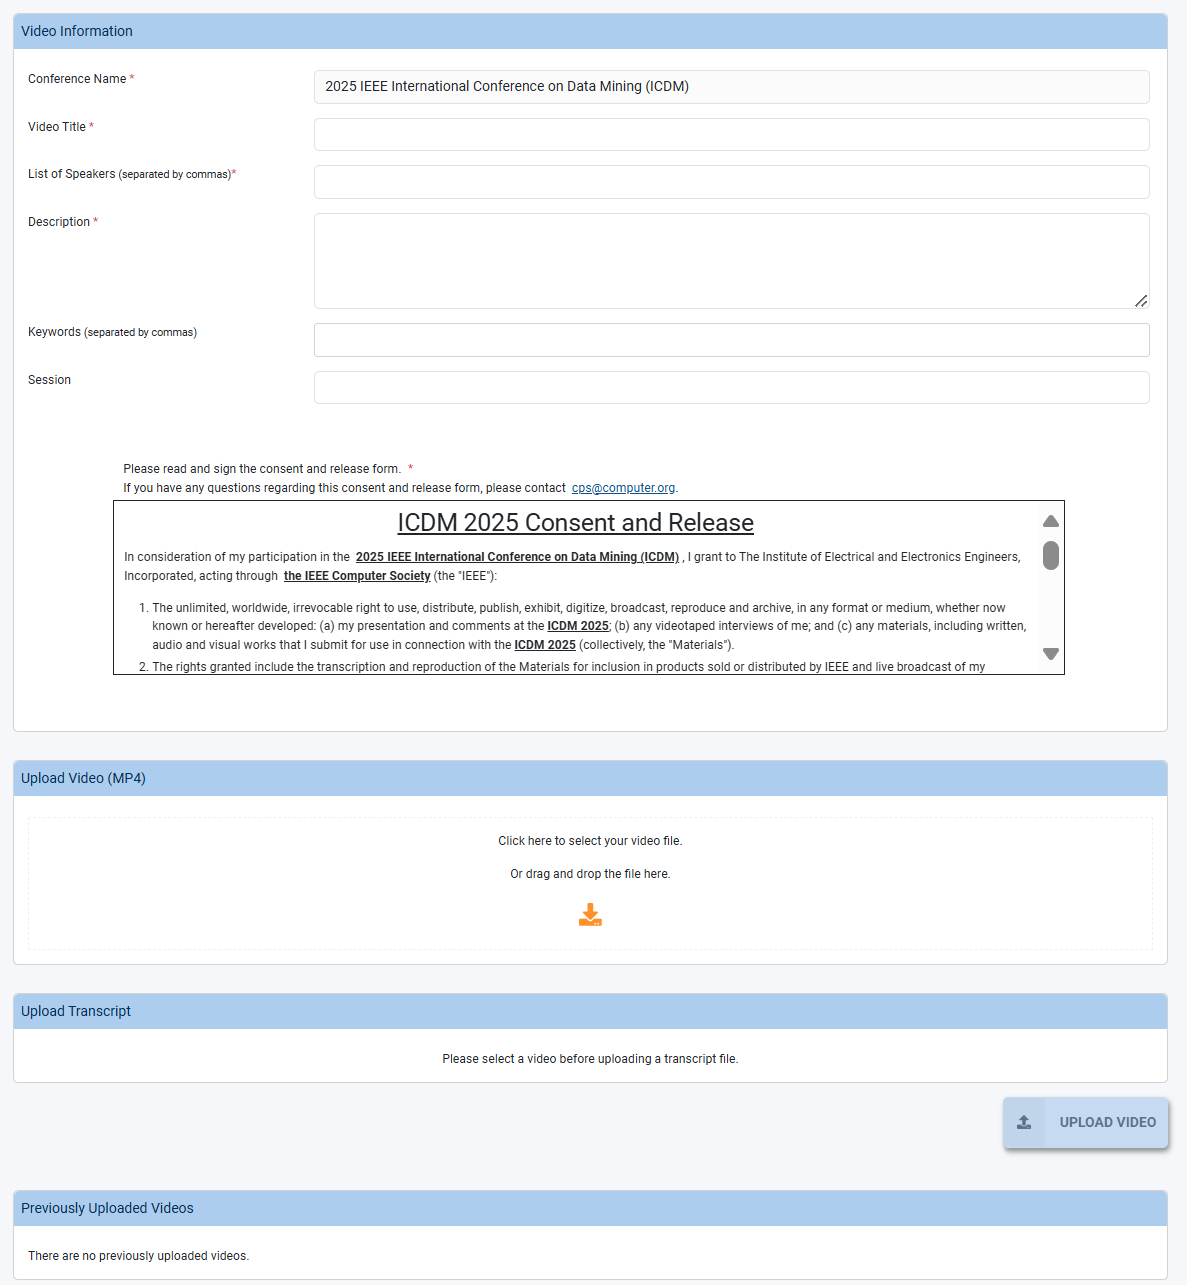 Video Information
Conference Name *
2025 IEEE International Conference on Data Mining (ICDM)
Video Title *
List of Speakers (separated by commas)*
Description *
Keywords (separated by commas)
Session
Please read and sign the consent and release form. *
If you have any questions regarding this consent and release form, please contact cps@computer.org.
ICDM 2025 Consent and Release
In consideration of my participation in the 2025 IEEE International Conference on Data Mining (ICDM) , I grant to The Institute of Electrical and Electronics Engineers,
Incorporated, acting through the IEEE Computer Society (the "IEEE"):
1. The unlimited, worldwide, irrevocable right to use, distribute, publish, exhibit, digitize, broadcast, reproduce and archive, in any format or medium, whether now
known or hereafter developed: (a) my presentation and comments at the ICDM 2025; (b) any videotaped interviews of me; and (c) any materials, including written,
audio and visual works that I submit for use in connection with the ICDM 2025 (collectively, the "Materials").
2. The rights granted include the transcription and reproduction of the Materials for inclusion in products sold or distributed by IEEE and live broadcast of my
Upload Video (MP4)
Click here to select your video file.
Or drag and drop the file here.
Upload Transcript
Please select a video before uploading a transcript file.
UPLOAD VIDEO
Previously Uploaded Videos
There are no previously uploaded videos.